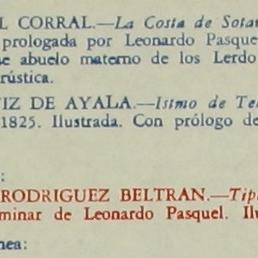 L CORRAL.—La Costa de Sota
prologada por Leonardo Pasque
e abuelo materno de los Lerdo
rústica.
IZ DE AYALA.—Istmo de Te
1825. Ilustrada. Con prólogo de
:
RODRIGUEZ BELTRAN.—Tip
minar de Leonardo Pasquel. Il
nea: